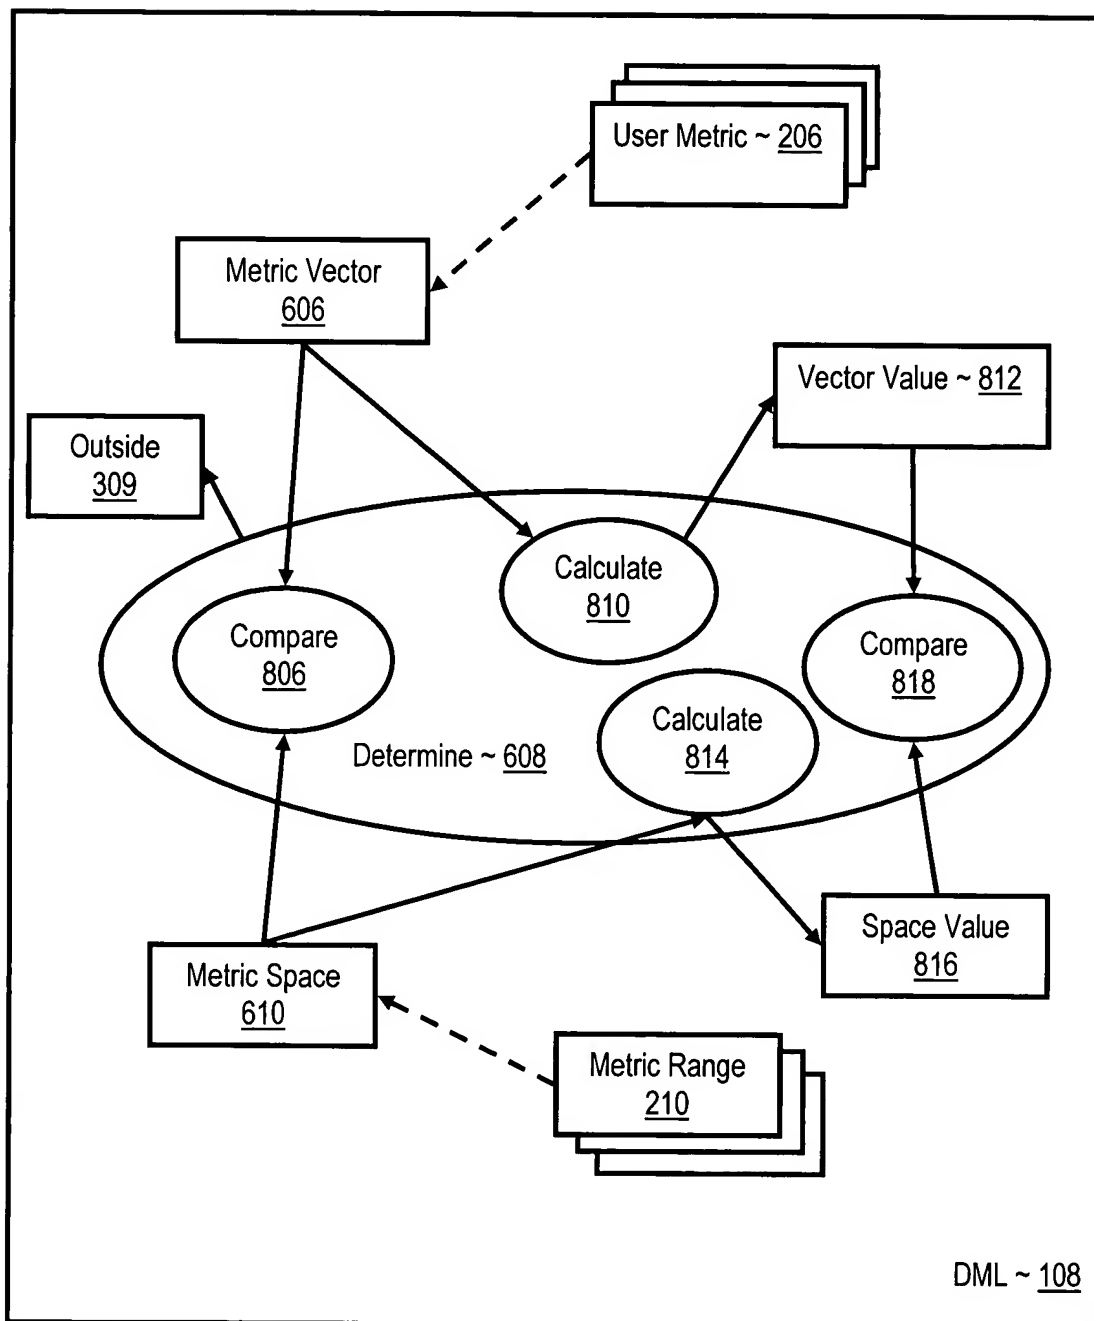 User Metric ~ 206
Metric Vector
606
Vector Value ~ 812
Outside
309
Calculate
810
Compare
806
Compare
818
Calculate
814
Determine ~ 608
Space Value
816
Metric Space
610
Metric Range
210
DML ~ 108